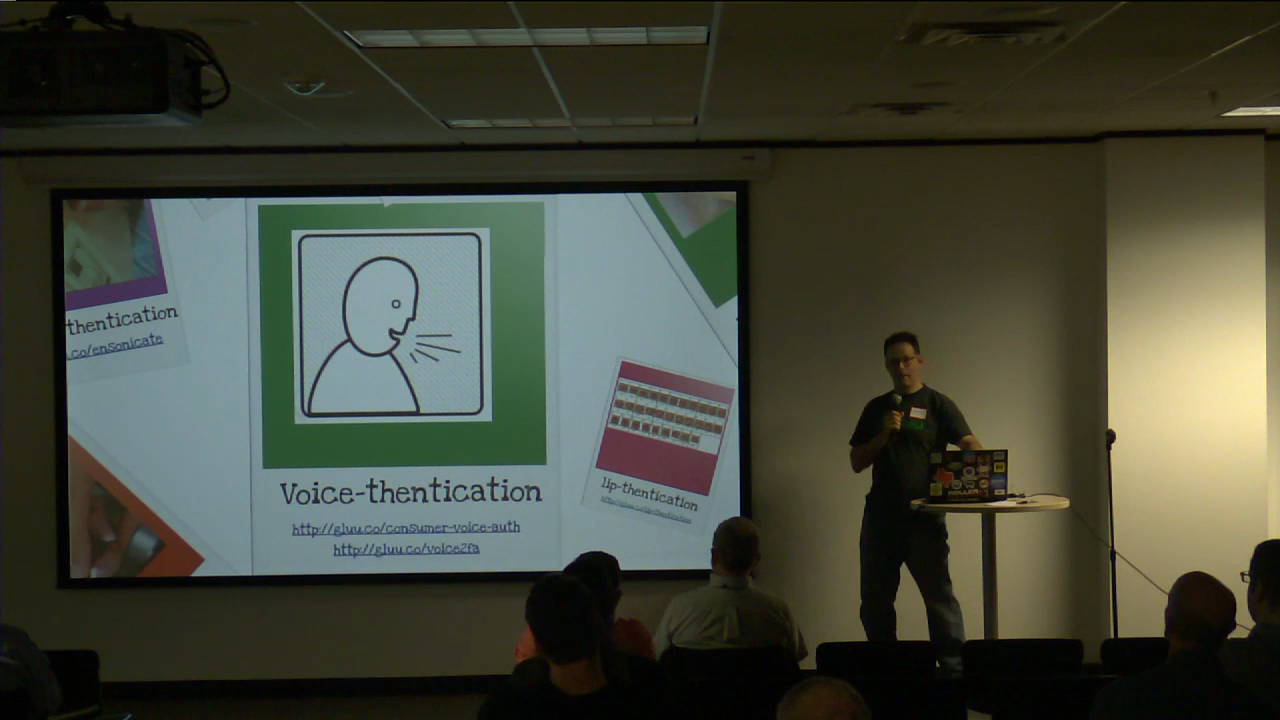 thentication
.co/ensonicate
Voice-thentication
http://gluu.co/consumer-voice-auth
http://gluu.co/voice2fa
lip-thentication